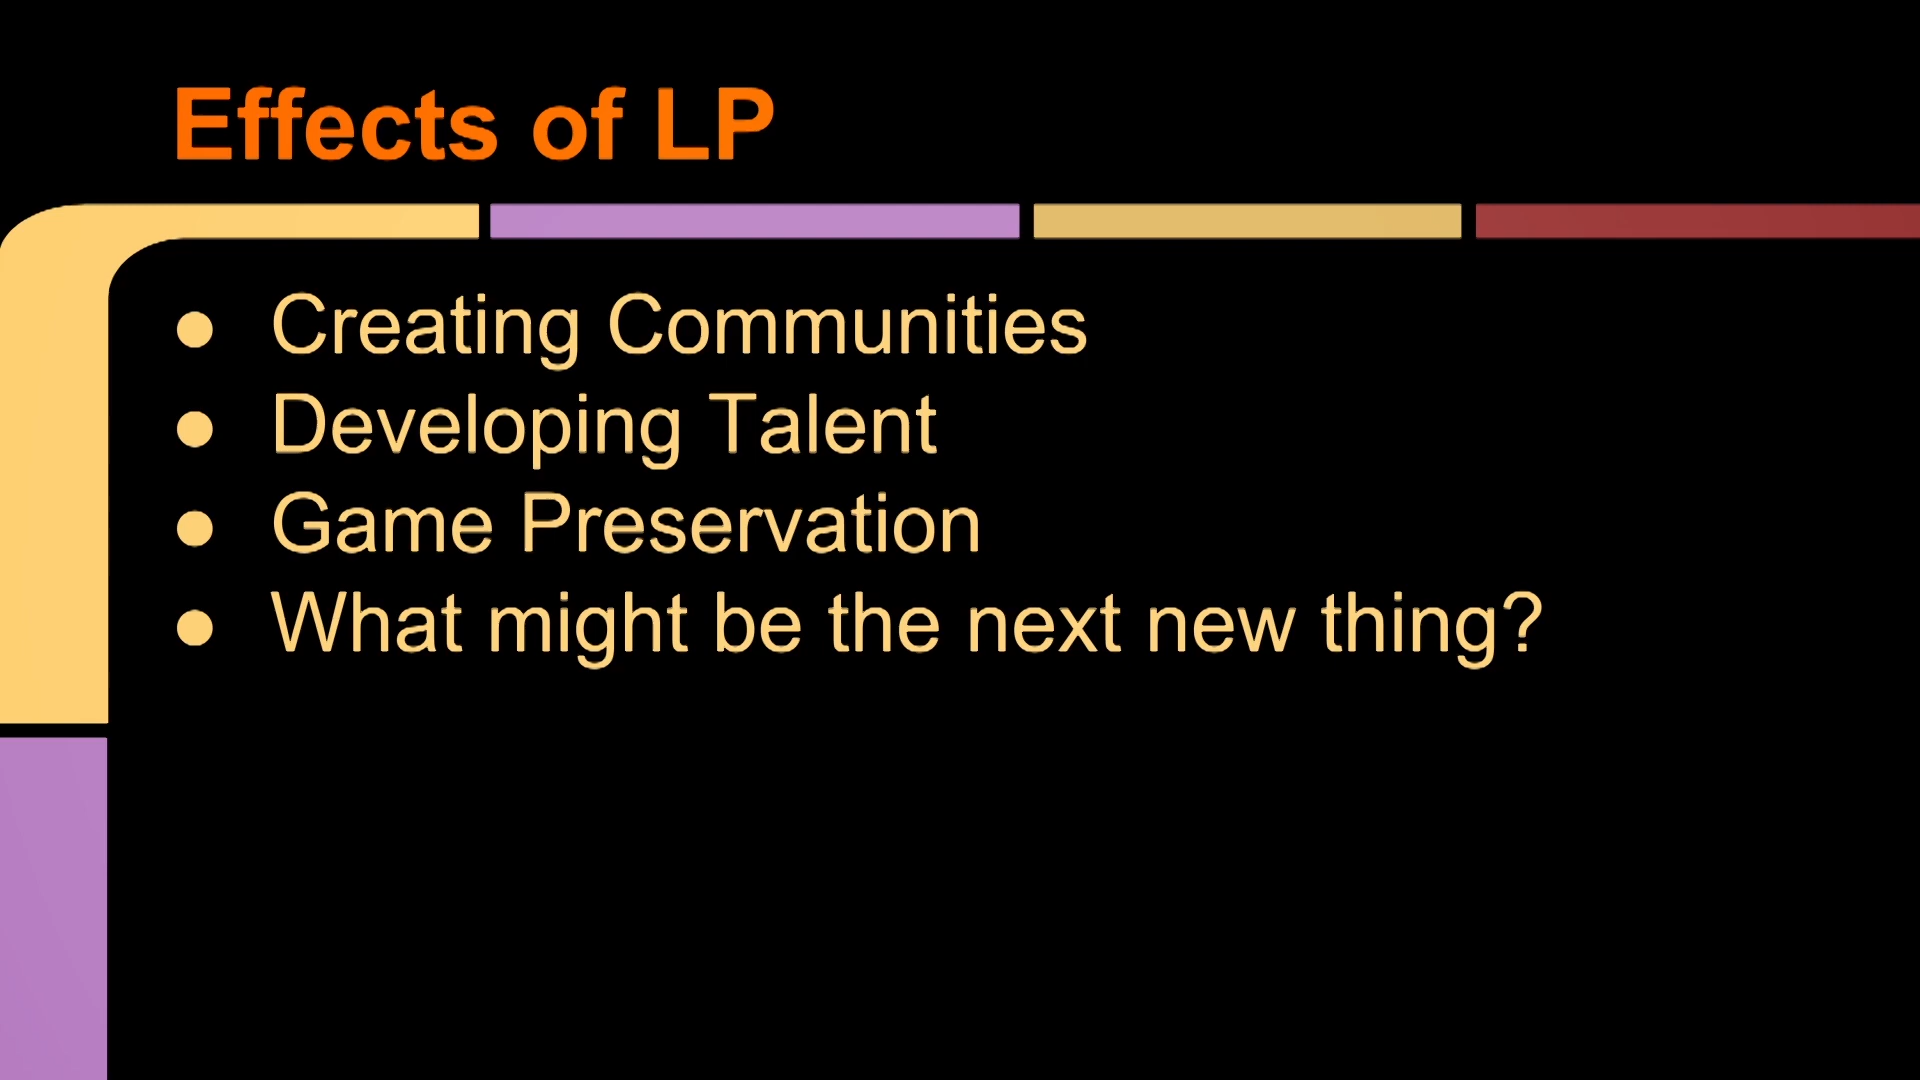 Effects of LP
● Creating Communities
● Developing Talent
● Game Preservation
● What might be the next new thing?